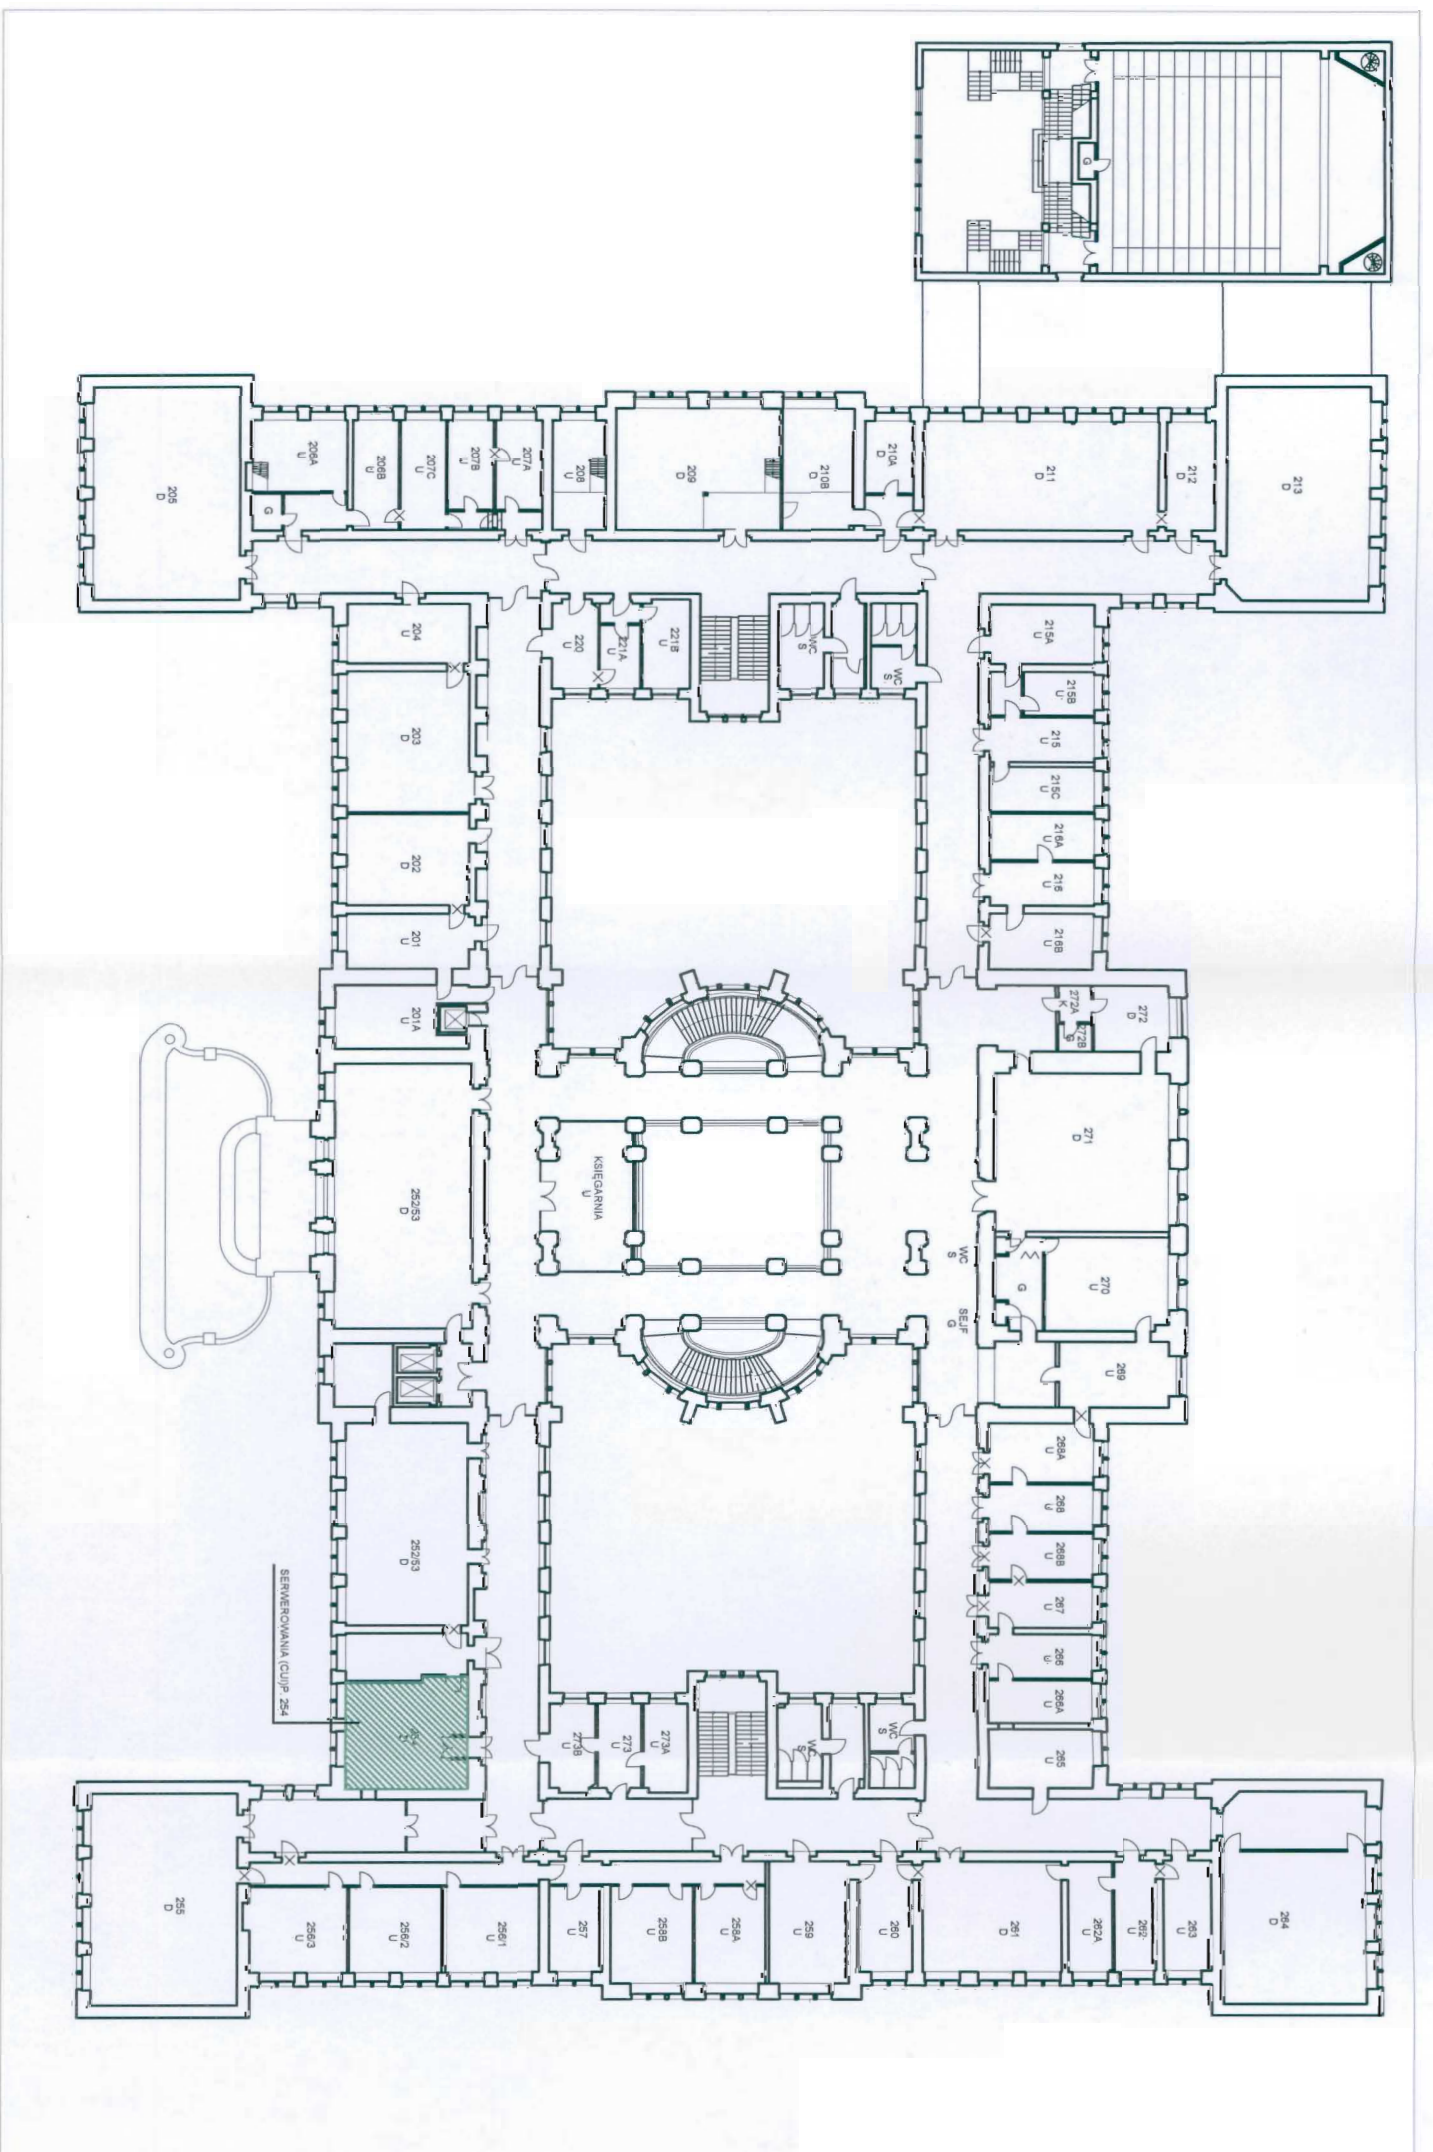 G
213
D
212
D
211
D
210A
D
210B
D
209
D
208
U
207A
U
207B
U
207C
U
206B
U
206A
U
G
205
D
215A
U
215B
U
215
U
215C
U
216A
U
216
U
216B
U
WC
S
WC
S
221B
U
221A
U
220
U
204
U
203
D
202
D
201
U
201A
U
272
D
272A
K
272B
G
271
D
270
U
G
269
U
WC
S
SEJF
G
KSIĘGARNIA
U
252/53
D
268A
U
268
U
268B
U
267
U
266
U
266A
U
265
U
252/53
D
SERWEROWANIA (CUI)P. 254
WC
S
WC
S
273A
U
273
U
273B
U
264
D
263
U
262
U
262A
U
261
D
260
U
259
U
258A
U
258B
U
257
U
256/1
U
256/2
U
256/3
U
255
D